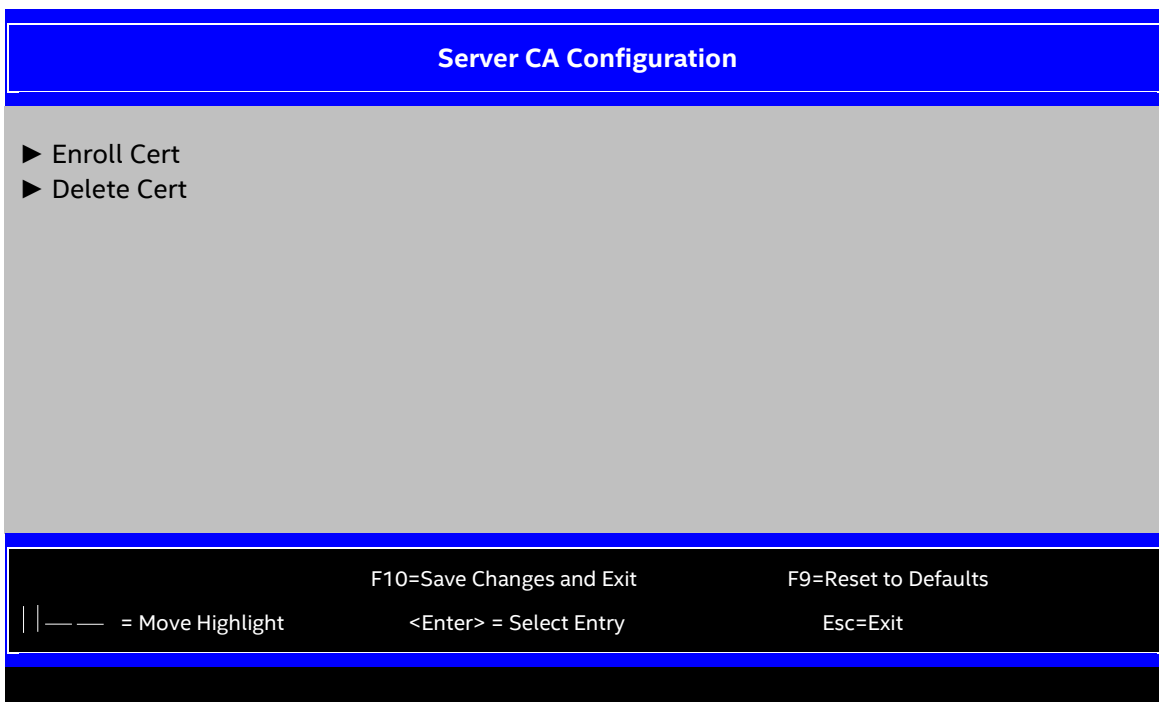 Server CA Configuration
► Enroll Cert
► Delete Cert
F10=Save Changes and Exit F9=Reset to Defaults
= Move Highlight <Enter> = Select Entry Esc=Exit